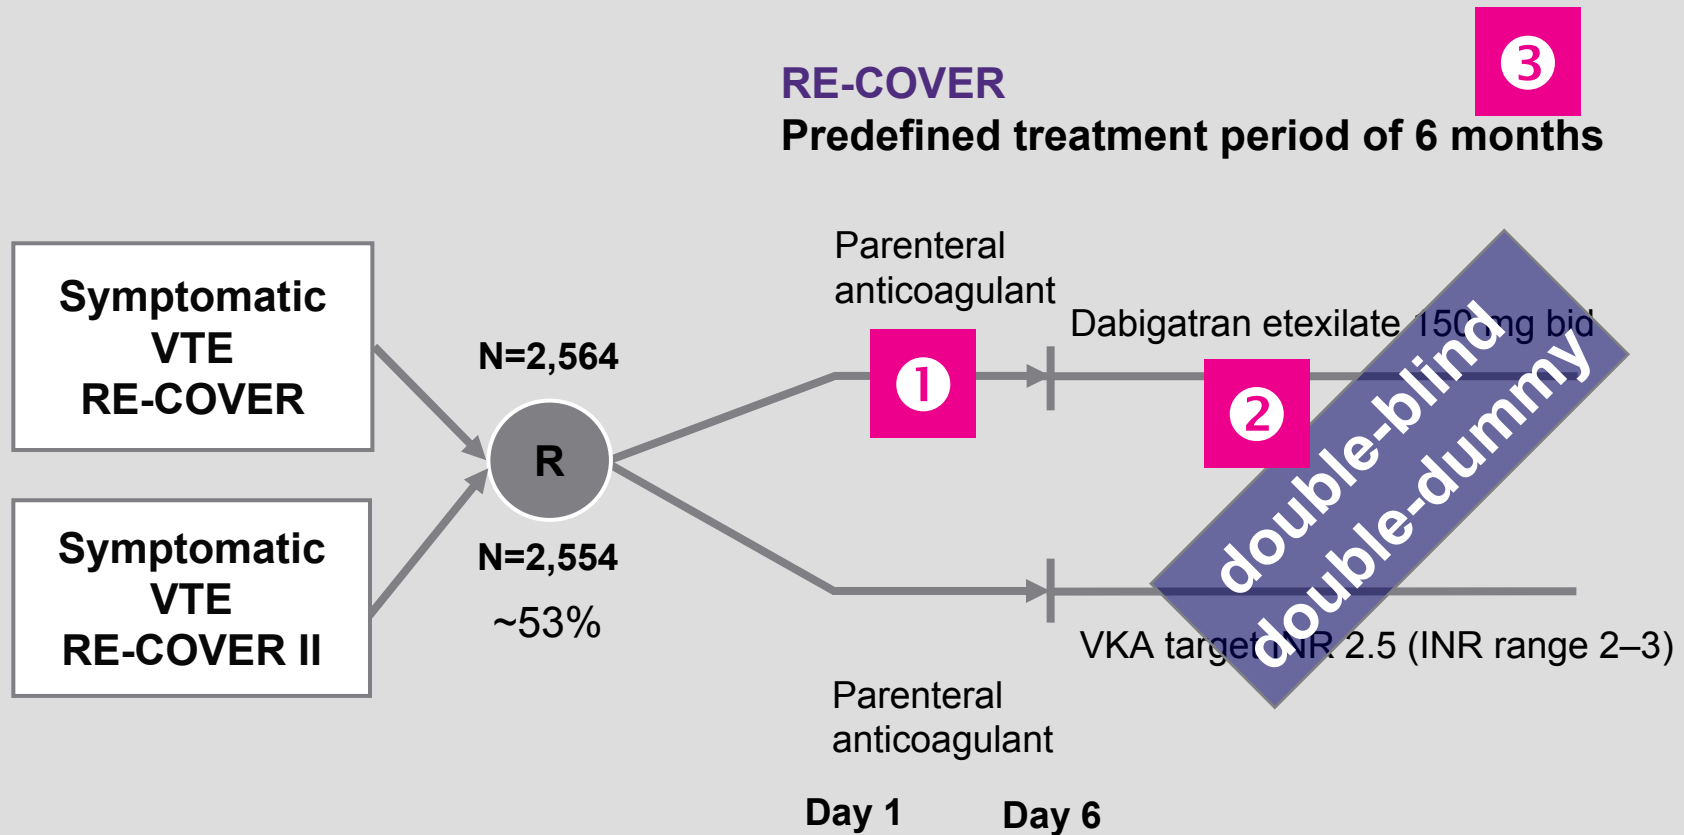 ❸
RE-COVER
Predefined treatment period of 6 months
Symptomatic
VTE
RE-COVER
Symptomatic
VTE
RE-COVER II
N=2,564
R
N=2,554
~53%
Parenteral
anticoagulant
❶
Dabigatran etexilate 150 mg bid
❷
double-blind
double-dummy
VKA target INR 2.5 (INR range 2–3)
Parenteral
anticoagulant
Day 1
Day 6